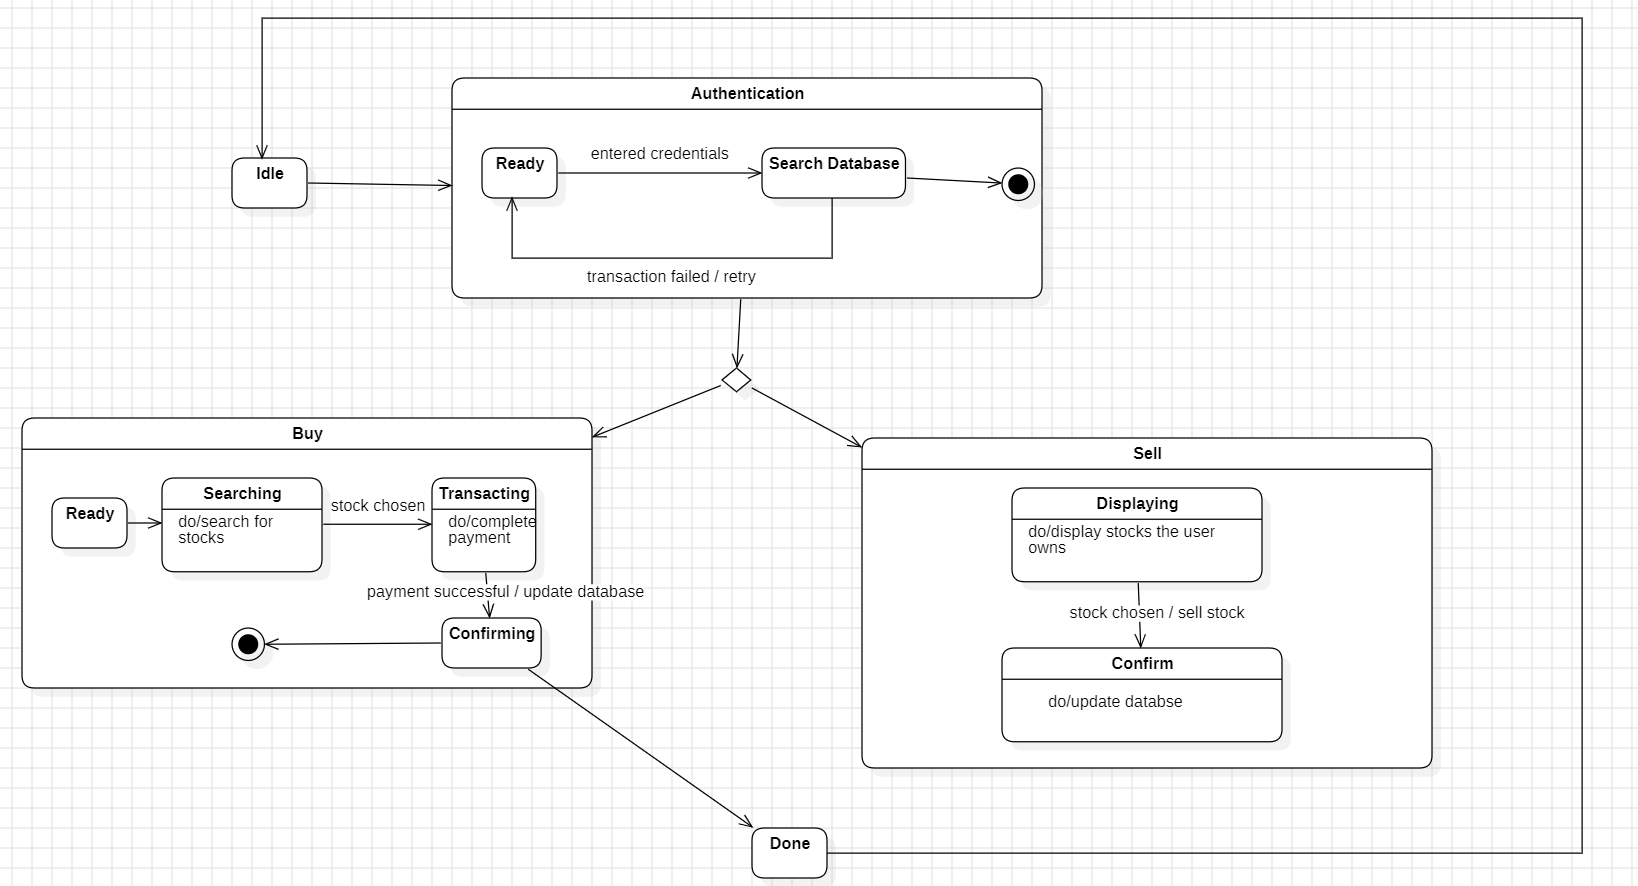 Authentication
Idle
Ready
entered credentials
Search Database
transaction failed / retry
Buy
Ready
Searching
do/search for
stocks
stock chosen
Transacting
do/complete
payment
payment successful / update database
Confirming
Sell
Displaying
do/display stocks the user
owns
stock chosen / sell stock
Confirm
do/update databse
Done